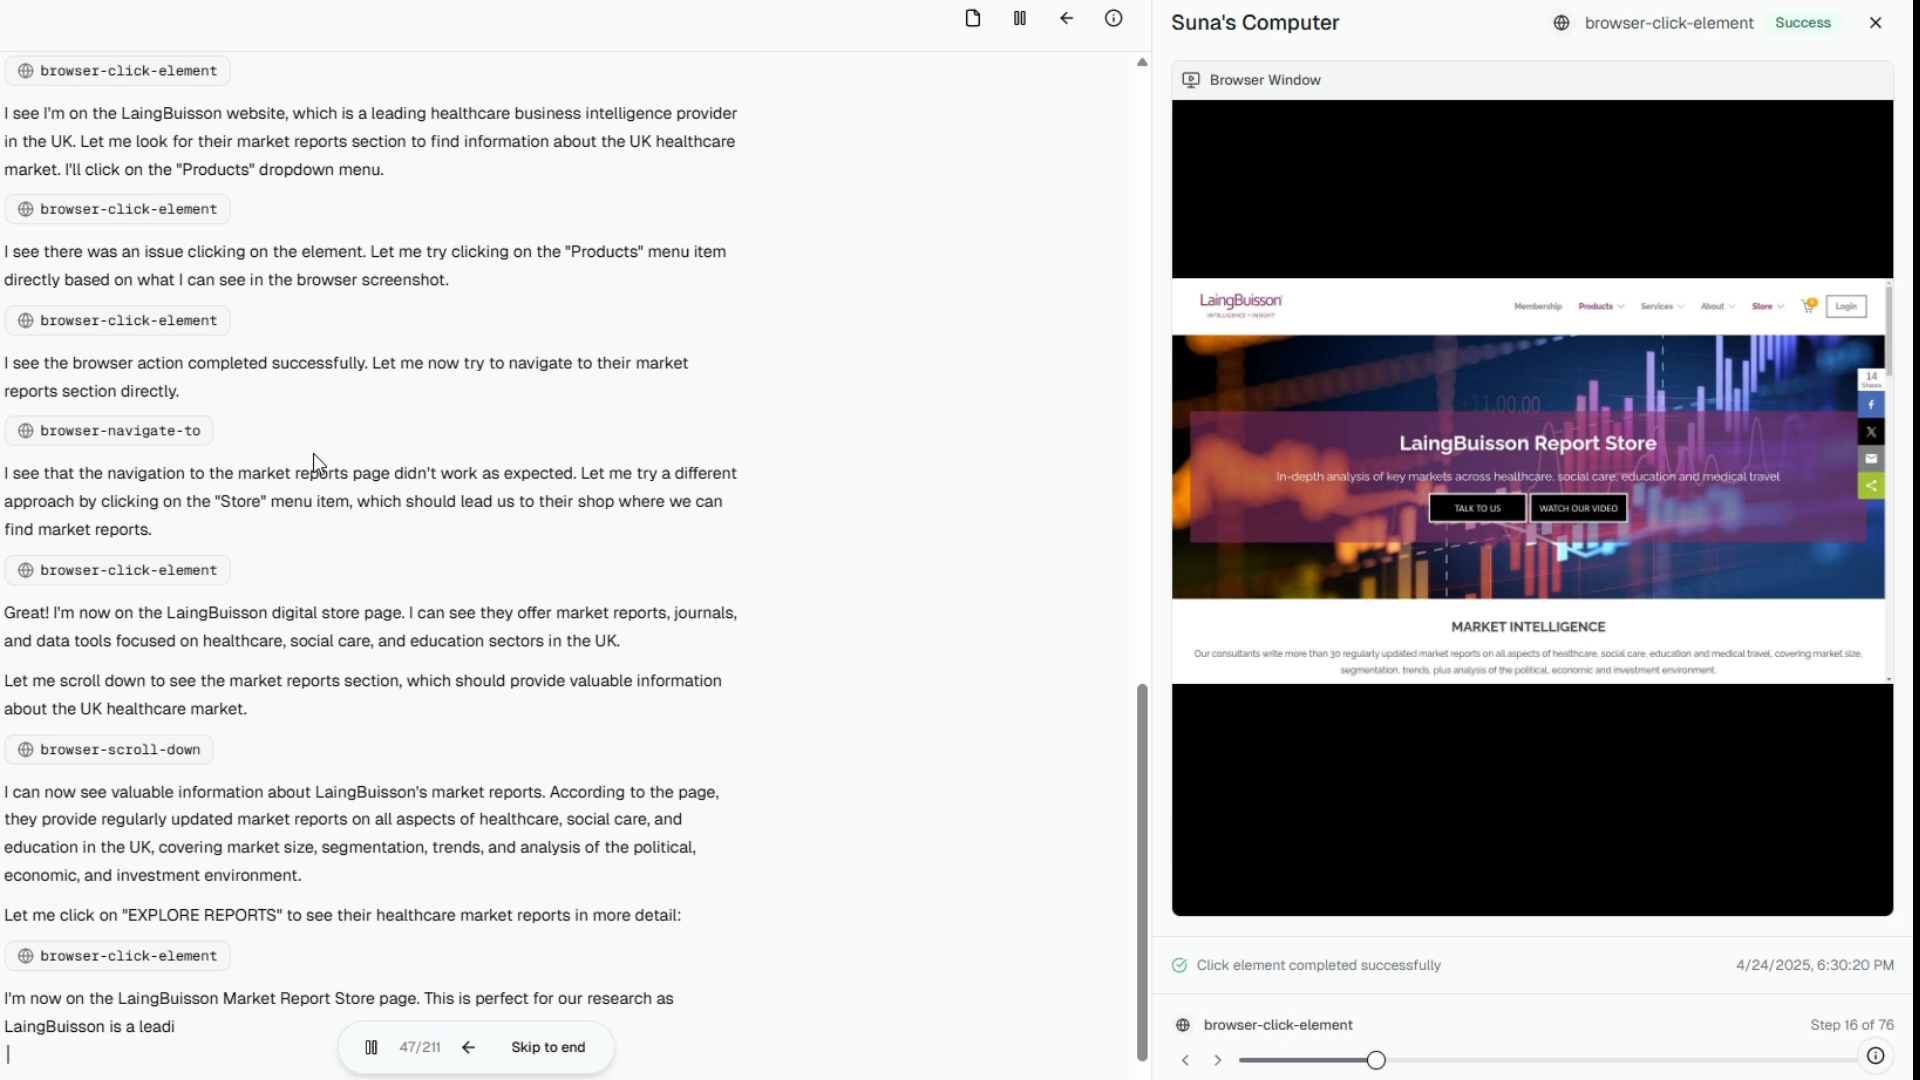 browser-click-element
I see I'm on the LaingBuisson website, which is a leading healthcare business intelligence provider
in the UK. Let me look for their market reports section to find information about the UK healthcare
market. I'll click on the "Products" dropdown menu.
browser-click-element
I see there was an issue clicking on the element. Let me try clicking on the "Products" menu item
directly based on what I can see in the browser screenshot.
browser-click-element
I see the browser action completed successfully. Let me now try to navigate to their market
reports section directly.
browser-navigate-to
I see that the navigation to the market reports page didn't work as expected. Let me try a different
approach by clicking on the "Store" menu item, which should lead us to their shop where we can
find market reports.
browser-click-element
Great! I'm now on the LaingBuisson digital store page. I can see they offer market reports, journals,
and data tools focused on healthcare, social care, and education sectors in the UK.
Let me scroll down to see the market reports section, which should provide valuable information
about the UK healthcare market.
browser-scroll-down
I can now see valuable information about LaingBuisson's market reports. According to the page,
they provide regularly updated market reports on all aspects of healthcare, social care, and
education in the UK, covering market size, segmentation, trends, and analysis of the political,
economic, and investment environment.
Let me click on "EXPLORE REPORTS" to see their healthcare market reports in more detail:
browser-click-element
I'm now on the LaingBuisson Market Report Store page. This is perfect for our research as
LaingBuisson is a leadi
47/211
Skip to end
Suna's Computer
browser-click-element
Success
Browser Window
LaingBuisson
INTELLIGENCE + INSIGHT
Membership
Products
Services
About
Store
Login
14
Shares
11,00.00
LaingBuisson Report Store
In-depth analysis of key markets across healthcare, social care, education and medical travel
TALK TO US
WATCH OUR VIDEO
MARKET INTELLIGENCE
Our consultants write more than 30 regularly updated market reports on all aspects of healthcare, social care, education and medical travel, covering market size,
segmentation, trends, plus analysis of the political, economic and investment environment.
Click element completed successfully
4/24/2025, 6:30:20 PM
browser-click-element
Step 16 of 76